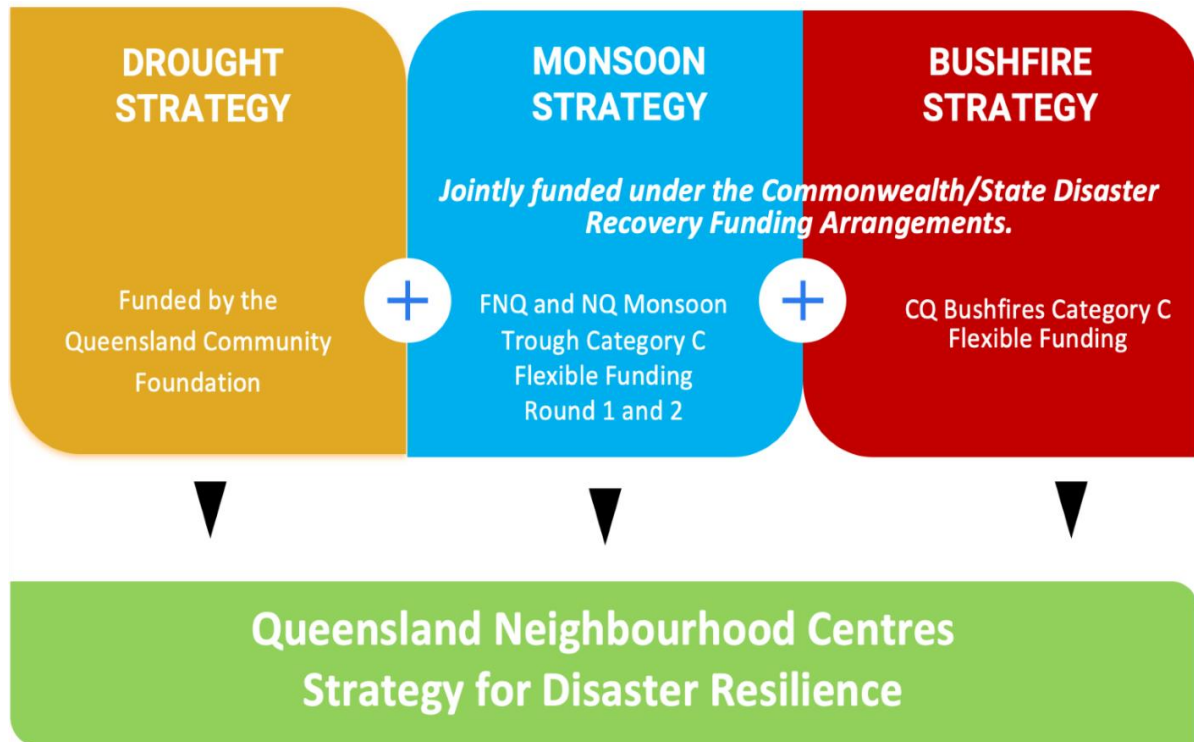 DROUGHT
STRATEGY
MONSOON
STRATEGY
BUSHFIRE
STRATEGY
Jointly funded under the Commonwealth/State Disaster
Recovery Funding Arrangements.
Funded by the
Queensland Community
Foundation
FNQ and NQ Monsoon
Trough Category C
Flexible Funding
Round 1 and 2
CQ Bushfires Category C
Flexible Funding
Queensland Neighbourhood Centres
Strategy for Disaster Resilience